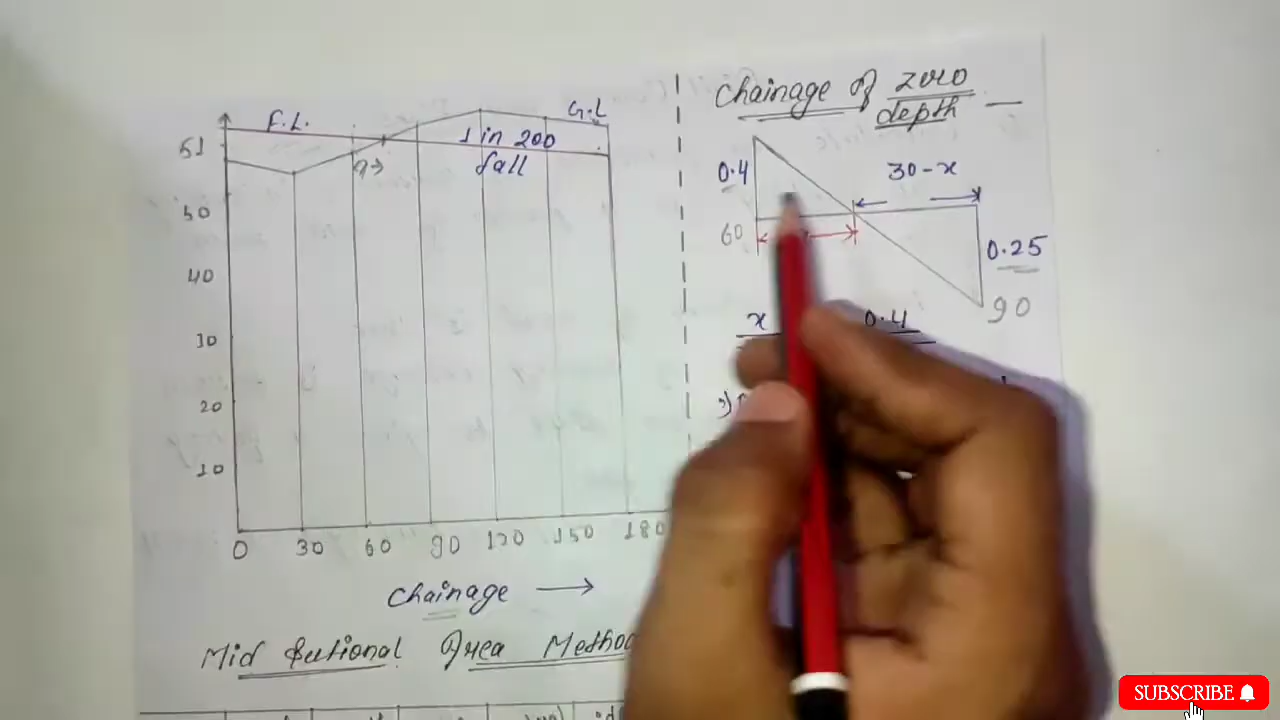 F.L.
G.L
51
1 in 200
fall
50
40
30
20
10
0 30 60 90 120 150 180
Chainage
Mid Sectional Area Method
Chainage of zero
depth
0.4
30-x
60
0.25
90
x
0.4
SUBSCRIBE